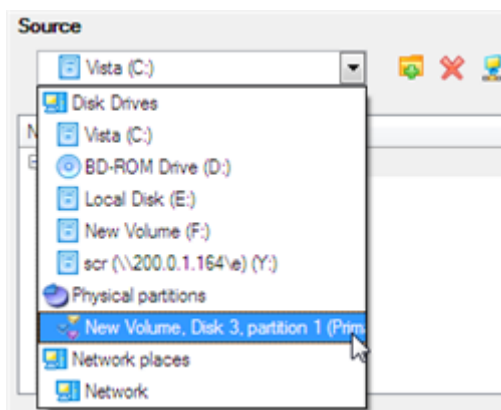 Source
Vista (C:)
Disk Drives
Vista (C:)
BD-ROM Drive (D:)
Local Disk (E:)
New Volume (F:)
scr (\\200.0.1.164\e) (Y:)
Physical partitions
New Volume, Disk 3, partition 1 (Prim
Network places
Network